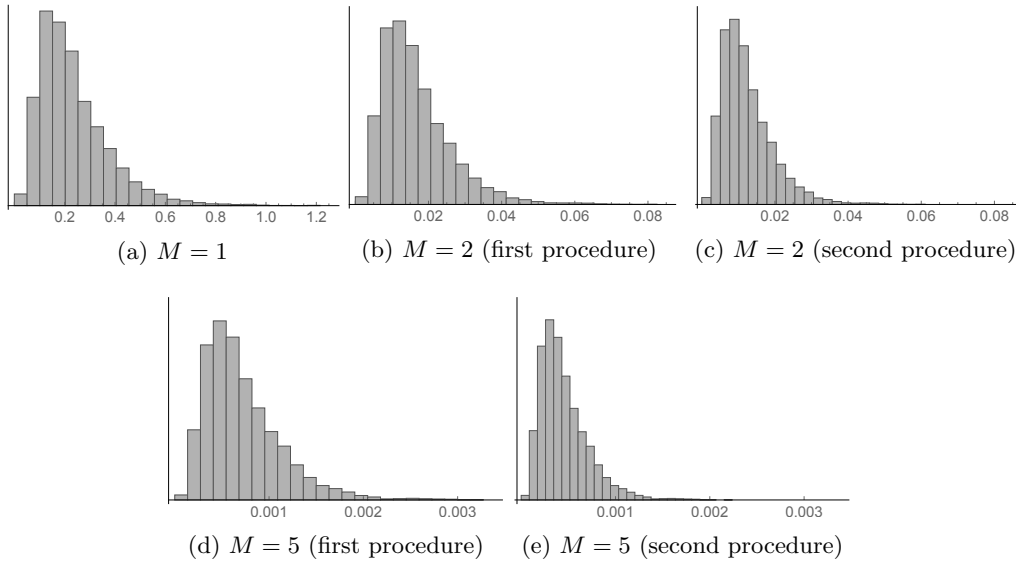 0.2 0.4 0.6 0.8 1.0 1.2
0.02 0.04 0.06 0.08
0.02 0.04 0.06 0.08
(a) M = 1
(b) M = 2 (first procedure)
(c) M = 2 (second procedure)
0.001 0.002 0.003
0.001 0.002 0.003
(d) M = 5 (first procedure)
(e) M = 5 (second procedure)